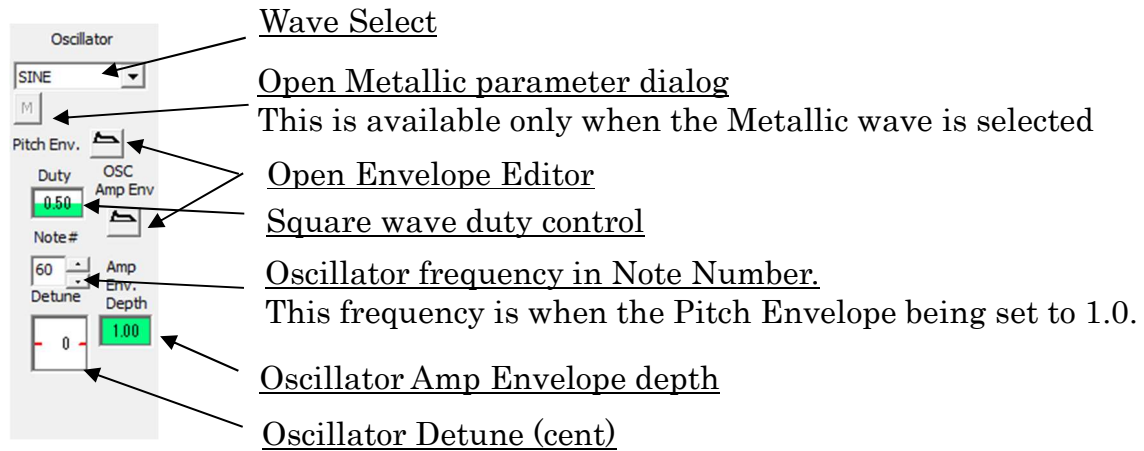 Oscillator
SINE
M
Pitch Env.
Duty
OSC
Amp Env
0.50
Note#
60
Amp
Env.
Depth
Detune
1.00
0
Wave Select
Open Metallic parameter dialog
This is available only when the Metallic wave is selected
Open Envelope Editor
Square wave duty control
Oscillator frequency in Note Number.
This frequency is when the Pitch Envelope being set to 1.0.
Oscillator Amp Envelope depth
Oscillator Detune (cent)